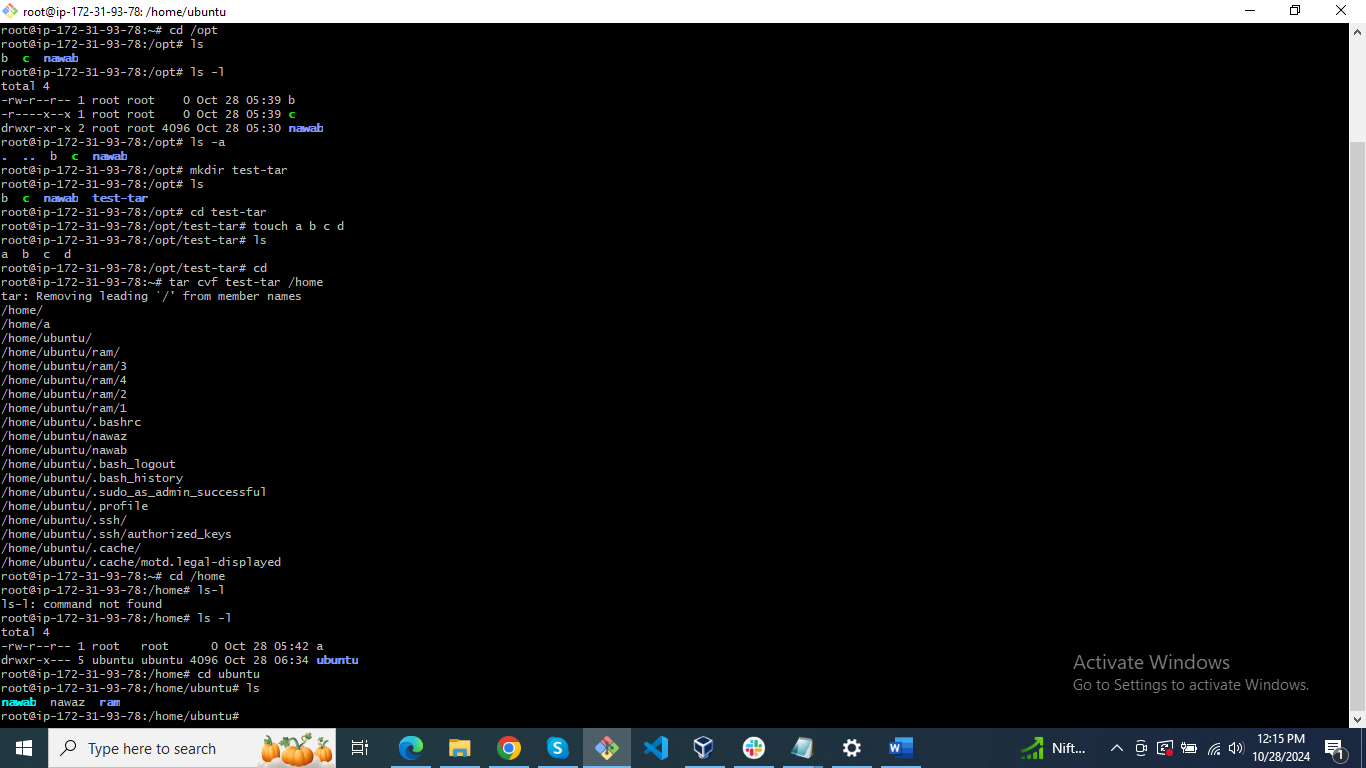 root@ip-172-31-93-78: /home/ubuntu
root@ip-172-31-93-78:~# cd /opt
root@ip-172-31-93-78:/opt# ls
b  c  nawab
root@ip-172-31-93-78:/opt# ls -l
total 4
-rw-r--r-- 1 root root    0 Oct 28 05:39 b
-r----x--x 1 root root    0 Oct 28 05:39 c
drwxr-xr-x 2 root root 4096 Oct 28 05:30 nawab
root@ip-172-31-93-78:/opt# ls -a
.  ..  b  c  nawab
root@ip-172-31-93-78:/opt# mkdir test-tar
root@ip-172-31-93-78:/opt# ls
b  c  nawab  test-tar
root@ip-172-31-93-78:/opt# cd test-tar
root@ip-172-31-93-78:/opt/test-tar# touch a b c d
root@ip-172-31-93-78:/opt/test-tar# ls
a  b  c  d
root@ip-172-31-93-78:/opt/test-tar# cd
root@ip-172-31-93-78:~# tar cvf test-tar /home
tar: Removing leading `/' from member names
/home/
/home/a
/home/ubuntu/
/home/ubuntu/ram/
/home/ubuntu/ram/3
/home/ubuntu/ram/4
/home/ubuntu/ram/2
/home/ubuntu/ram/1
/home/ubuntu/.bashrc
/home/ubuntu/nawaz
/home/ubuntu/nawab
/home/ubuntu/.bash_logout
/home/ubuntu/.bash_history
/home/ubuntu/.sudo_as_admin_successful
/home/ubuntu/.profile
/home/ubuntu/.ssh/
/home/ubuntu/.ssh/authorized_keys
/home/ubuntu/.cache/
/home/ubuntu/.cache/motd.legal-displayed
root@ip-172-31-93-78:~# cd /home
root@ip-172-31-93-78:/home# ls-l
ls-l: command not found
root@ip-172-31-93-78:/home# ls -l
total 4
-rw-r--r-- 1 root   root      0 Oct 28 05:42 a
drwxr-x--- 5 ubuntu ubuntu 4096 Oct 28 06:34 ubuntu
root@ip-172-31-93-78:/home# cd ubuntu
root@ip-172-31-93-78:/home/ubuntu# ls
nawab  nawaz  ram
root@ip-172-31-93-78:/home/ubuntu#
Activate Windows
Go to Settings to activate Windows.
Type here to search
Nift...
12:15 PM
10/28/2024
1